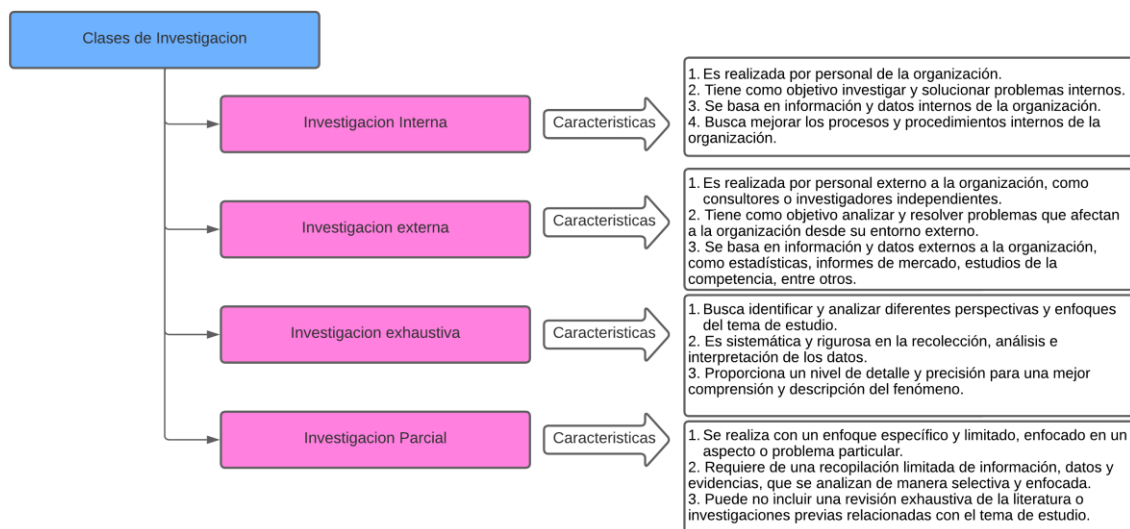 Clases de Investigacion
Investigacion Interna
Caracteristicas
1. Es realizada por personal de la organización.
2. Tiene como objetivo investigar y solucionar problemas internos.
3. Se basa en información y datos internos de la organización.
4. Busca mejorar los procesos y procedimientos internos de la
organización.
Investigacion externa
Caracteristicas
1. Es realizada por personal externo a la organización, como
consultores o investigadores independientes.
2. Tiene como objetivo analizar y resolver problemas que afectan
a la organización desde su entorno externo.
3. Se basa en información y datos externos a la organización,
como estadísticas, informes de mercado, estudios de la
competencia, entre otros.
Investigacion exhaustiva
Caracteristicas
1. Busca identificar y analizar diferentes perspectivas y enfoques
del tema de estudio.
2. Es sistemática y rigurosa en la recolección, análisis e
interpretación de los datos.
3. Proporciona un nivel de detalle y precisión para una mejor
comprensión y descripción del fenómeno.
Investigacion Parcial
Caracteristicas
1. Se realiza con un enfoque específico y limitado, enfocado en un
aspecto o problema particular.
2. Requiere de una recopilación limitada de información, datos y
evidencias, que se analizan de manera selectiva y enfocada.
3. Puede no incluir una revisión exhaustiva de la literatura o
investigaciones previas relacionadas con el tema de estudio.